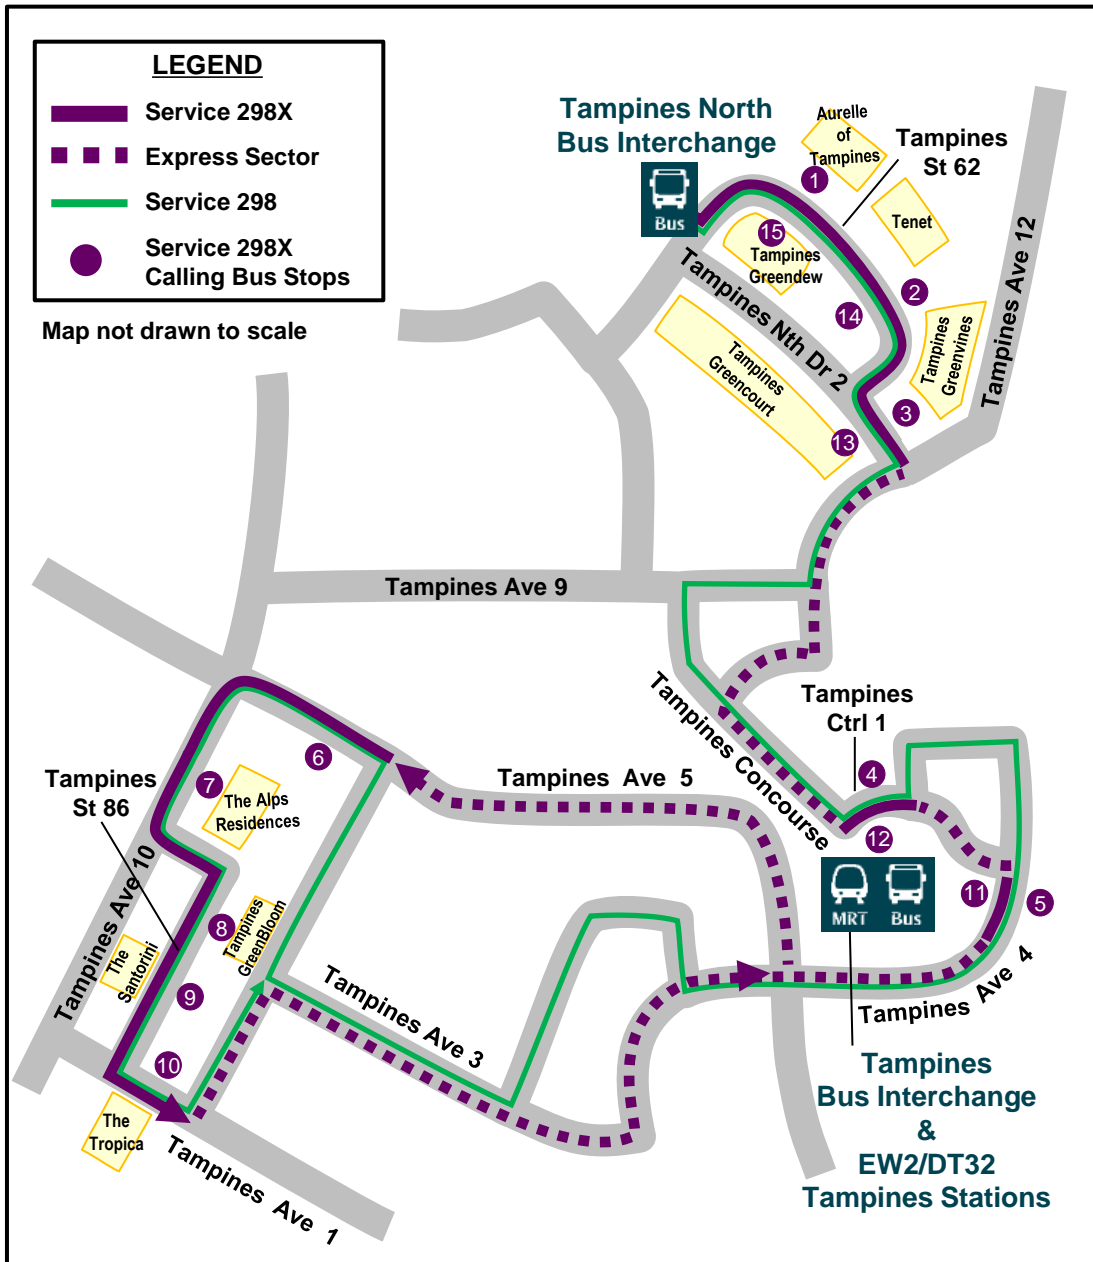 LEGEND
Service 298X
Express Sector
Service 298
Service 298X
Calling Bus Stops
Map not drawn to scale
Tampines North
Bus Interchange
Bus
Aurelle
of
Tampines
Tampines
St 62
1
Tenet
15
Tampines
Greendew
2
14
Tampines Nth Dr 2
Tampines
Greenvines
Tampines Ave 12
Tampines
Greencourt
3
13
Tampines Ave 9
Tampines Concourse
Tampines
Ctrl 1
4
12
Tampines Ave 5
6
7
The Alps
Residences
Tampines
St 86
Tampines Ave 10
8
Tampines
GreenBloom
The
Santorini
9
10
The
Tropica
Tampines Ave 1
Tampines Ave 3
MRT
Bus
11
5
Tampines Ave 4
Tampines
Bus Interchange
&
EW2/DT32
Tampines Stations